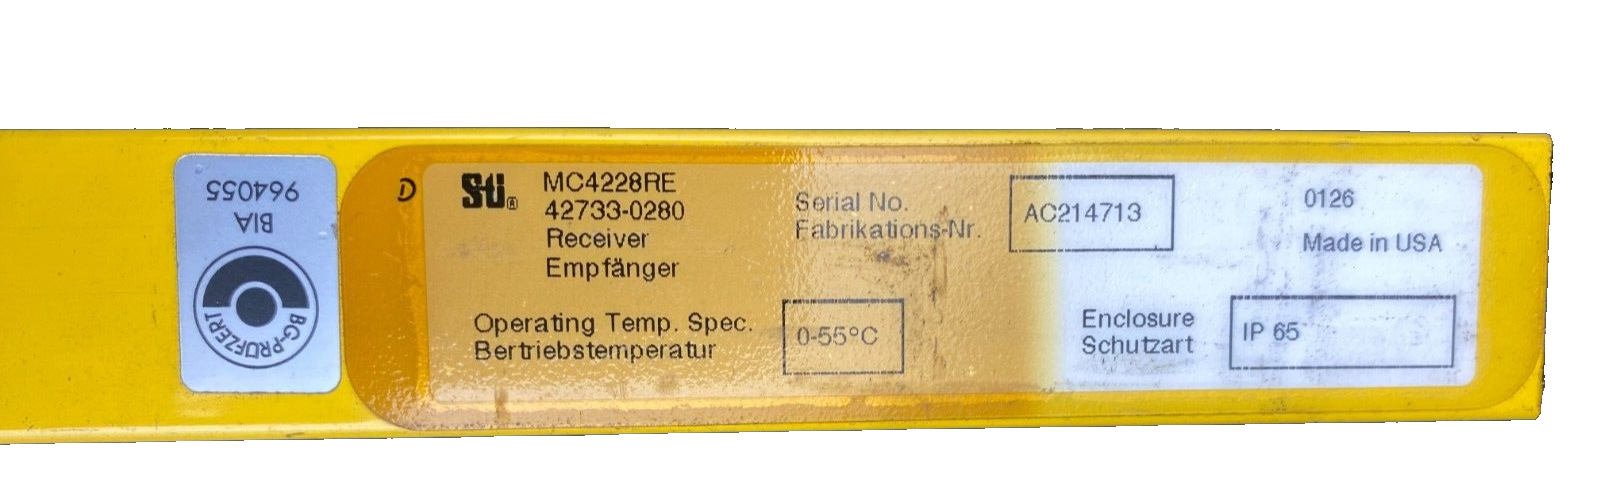 964055
BIA
BG-PRÜFZERT
D
STi®
MC4228RE
42733-0280
Receiver
Empfänger
Serial No.
Fabrikations-Nr.
AC214713
0126
Made in USA
Operating Temp. Spec.
Bertriebstemperatur
0-55°C
Enclosure
Schutzart
IP 65